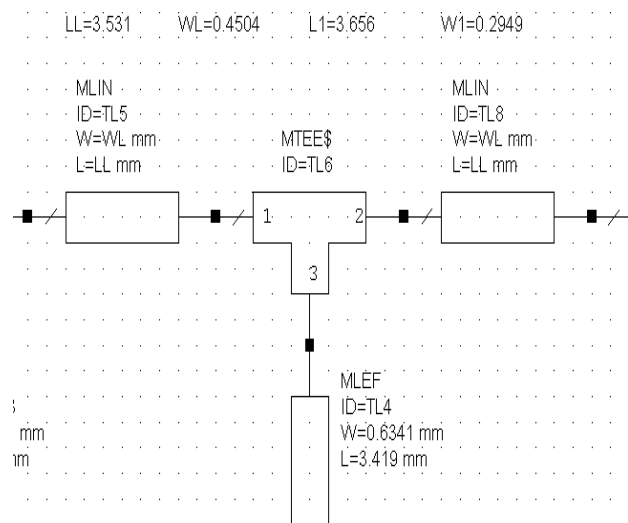 LL=3.531 WL=0.4504 L1=3.656 W1=0.2949
MLIN
ID=TL5
W=WL mm
L=LL mm
MTEE$
ID=TL6
MLIN
ID=TL8
W=WL mm
L=LL mm
1 2
3
MLEF
ID=TL4
W=0.6341 mm
L=3.419 mm
mm